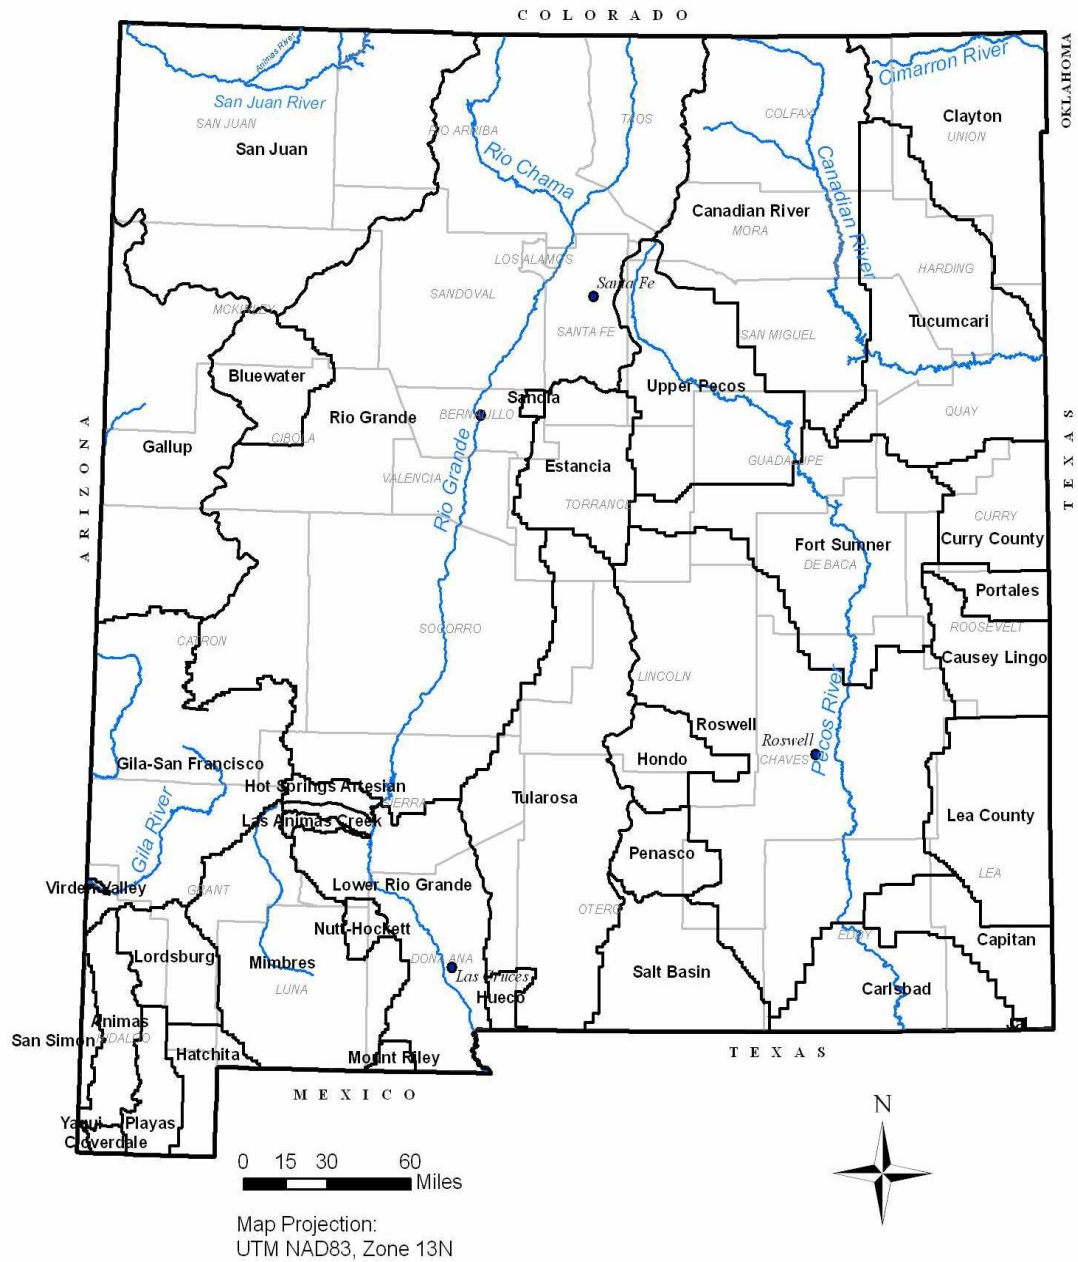 COLORADO
OKLAHOMA
Animas River
Cimarron River
San Juan River
Clayton
SAN JUAN
RIO ARRIBA
TAOS
COLFAX
UNION
San Juan
Rio Chama
Canadian River
Canadian River
MORA
LOS ALAMOS
HARDING
SANDOVAL
Santa Fe
MCKINLEY
SANTA FE
SAN MIGUEL
Tucumcari
Bluewater
Upper Pecos
Sandia
Rio Grande
BERNALILLO
QUAY
CIBOLA
TEXAS
ARIZONA
Gallup
Estancia
GUADALUPE
VALENCIA
Rio Grande
TORRANCE
CURRY
Fort Sumner
Curry County
DE BACA
Portales
CATRON
SOCORRO
ROOSEVELT
Causey Lingo
LINCOLN
Pecos River
Roswell
Roswell
Hondo
CHAVES
Gila-San Francisco
Hot Springs Artesian
Tularosa
SIERRA
Las Animas Creek
Lea County
Gila River
Penasco
LEA
Virden Valley
GRANT
Lower Rio Grande
OTERO
Nutt-Hockett
EDDY
Capitan
Lordsburg
Mimbres
DONA ANA
Las Cruces
Salt Basin
LUNA
Hueco
Carlsbad
Animas
Jal
San Simon
HIDALGO
Hatchita
Mount Riley
TEXAS
MEXICO
Yaqui
Playas
Cloverdale
N
0 15 30 60
Miles
Map Projection:
UTM NAD83, Zone 13N